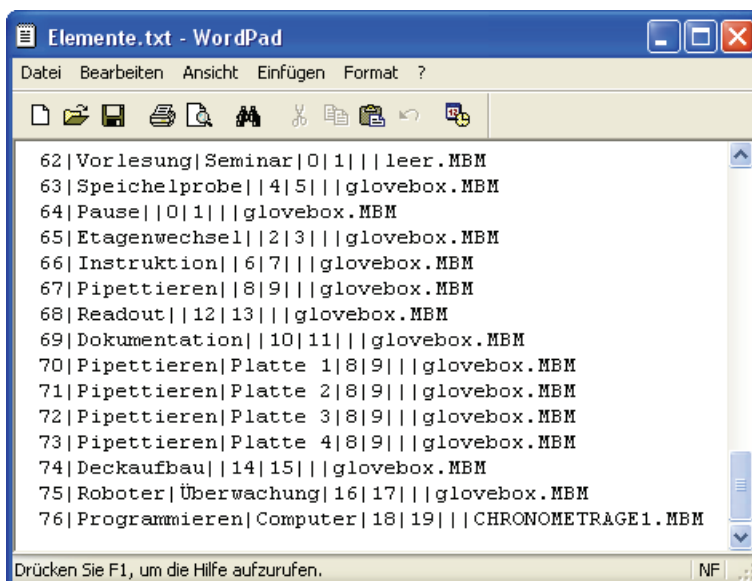 Elemente.txt - WordPad
Datei Bearbeiten Ansicht Einfügen Format ?
62|Vorlesung|Seminar|0|1|||leer.MBM
63|Speichelprobe||4|5|||glovebox.MBM
64|Pause||0|1|||glovebox.MBM
65|Etagenwechsel||2|3|||glovebox.MBM
66|Instruktion||6|7|||glovebox.MBM
67|Pipettieren||8|9|||glovebox.MBM
68|Readout||12|13|||glovebox.MBM
69|Dokumentation||10|11|||glovebox.MBM
70|Pipettieren|Platte 1|8|9|||glovebox.MBM
71|Pipettieren|Platte 2|8|9|||glovebox.MBM
72|Pipettieren|Platte 3|8|9|||glovebox.MBM
73|Pipettieren|Platte 4|8|9|||glovebox.MBM
74|Deckaufbau||14|15|||glovebox.MBM
75|Roboter|Überwachung|16|17|||glovebox.MBM
76|Programmieren|Computer|18|19|||CHRONOMETRAGE1.MBM
Drücken Sie F1, um die Hilfe aufzurufen. NF